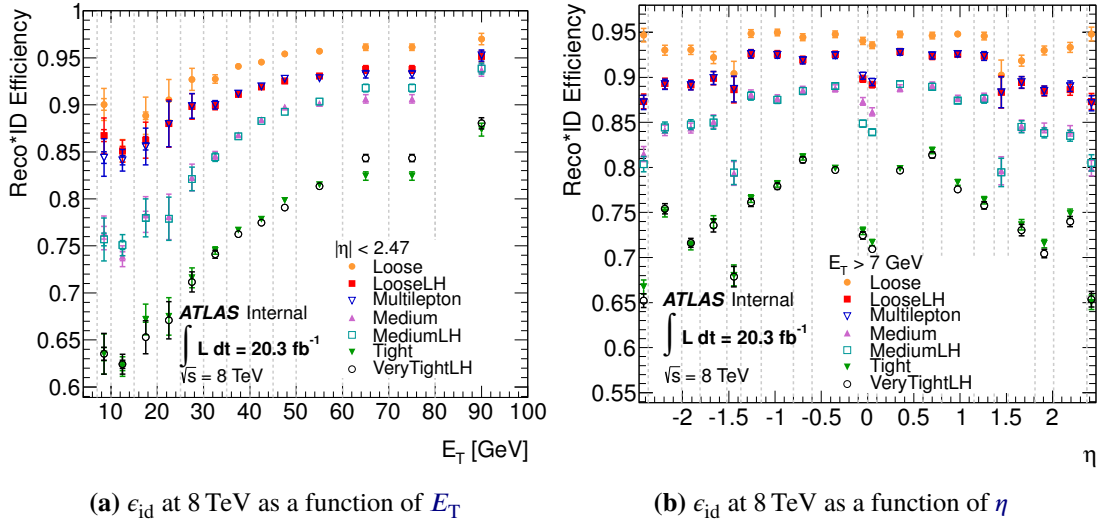 Reco*ID Efficiency
0.95
0.9
0.85
0.8
0.75
0.7
0.65
0.6
|η| < 2.47
Loose
LooseLH
Multilepton
Medium
MediumLH
Tight
VeryTightLH
ATLAS Internal
∫ L dt = 20.3 fb⁻¹
√s = 8 TeV
10 20 30 40 50 60 70 80 90 100
E_T [GeV]
(a) ϵ_id at 8 TeV as a function of E_T
Reco*ID Efficiency
0.95
0.9
0.85
0.8
0.75
0.7
0.65
0.6
0.55
E_T > 7 GeV
Loose
LooseLH
Multilepton
Medium
MediumLH
Tight
VeryTightLH
ATLAS Internal
∫ L dt = 20.3 fb⁻¹
√s = 8 TeV
-2 -1.5 -1 -0.5 0 0.5 1 1.5 2
η
(b) ϵ_id at 8 TeV as a function of η